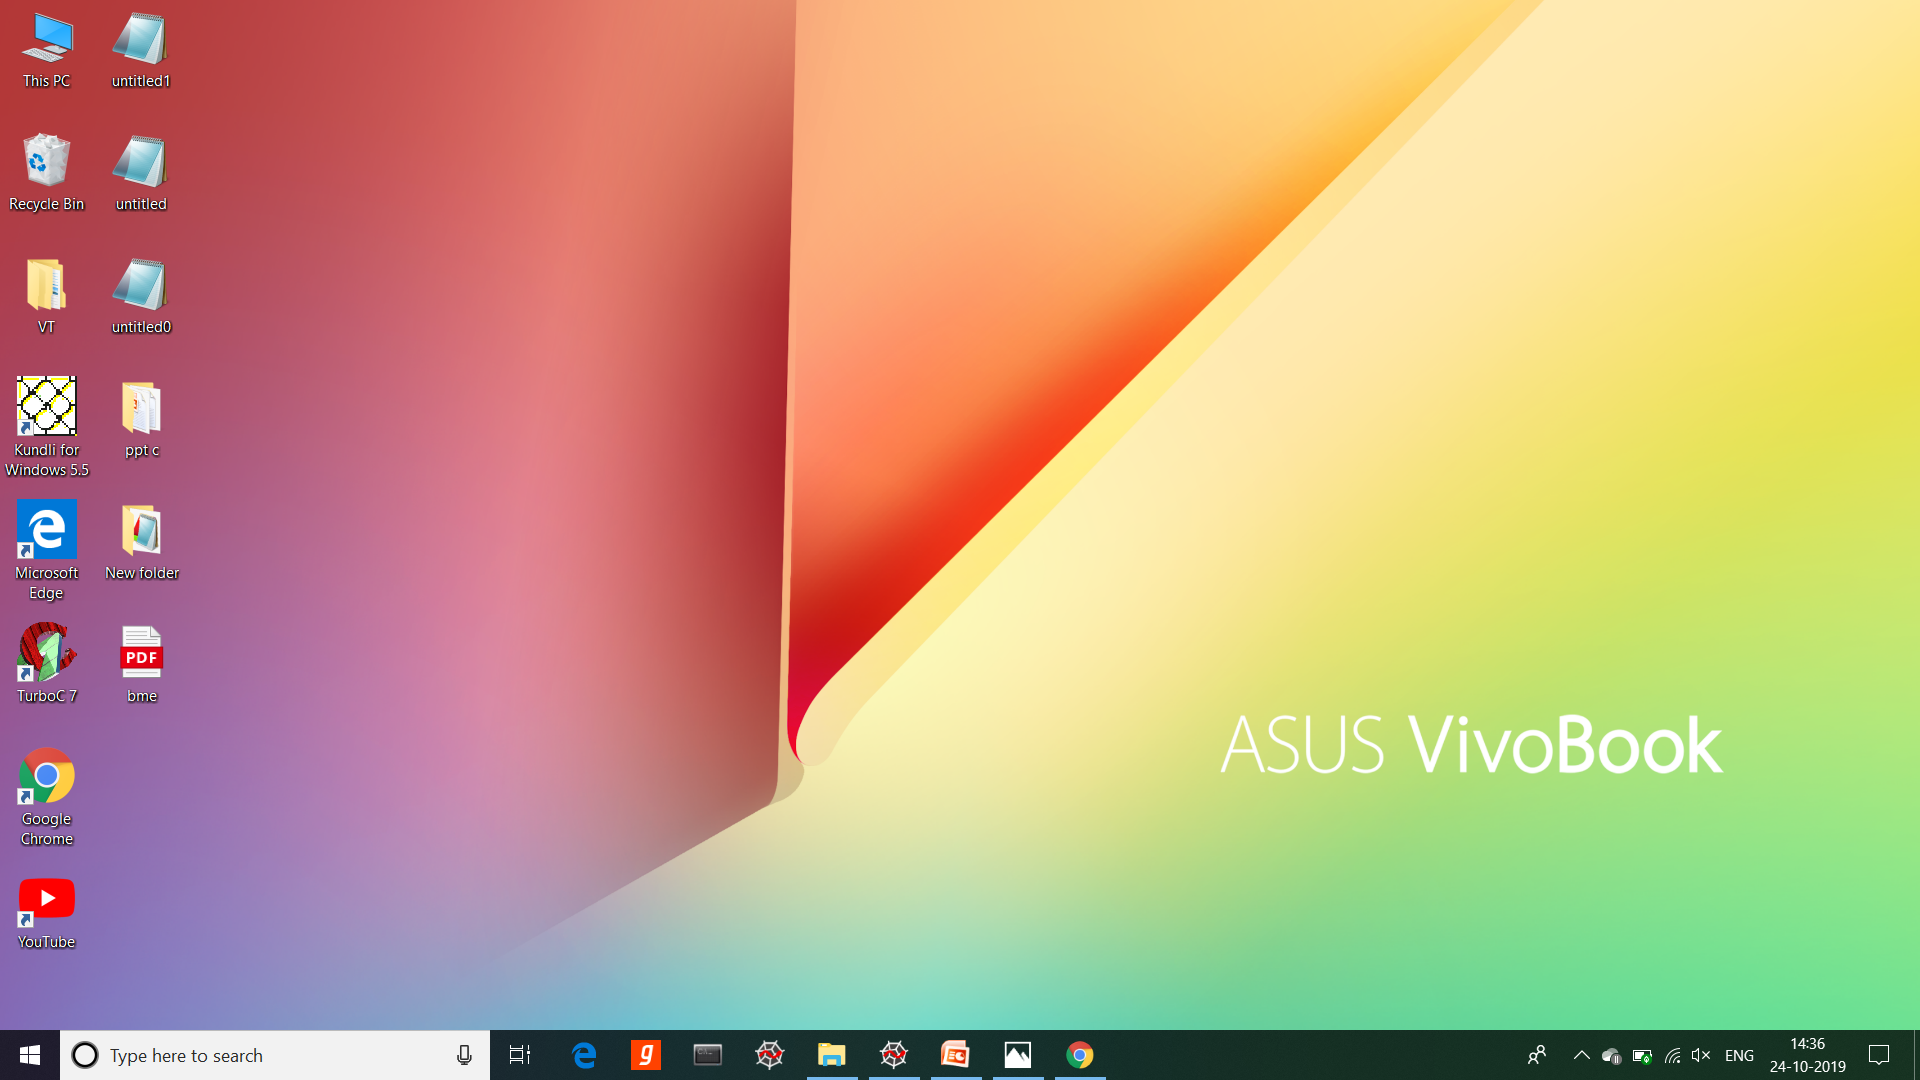 This PC
untitled1
Recycle Bin
untitled
VT
untitled0
Kundli for
Windows 5.5
ppt c
Microsoft
Edge
New folder
TurboC 7
PDF
bme
Google
Chrome
YouTube
ASUS VivoBook
Type here to search
g
C:\
ENG
14:36
24-10-2019